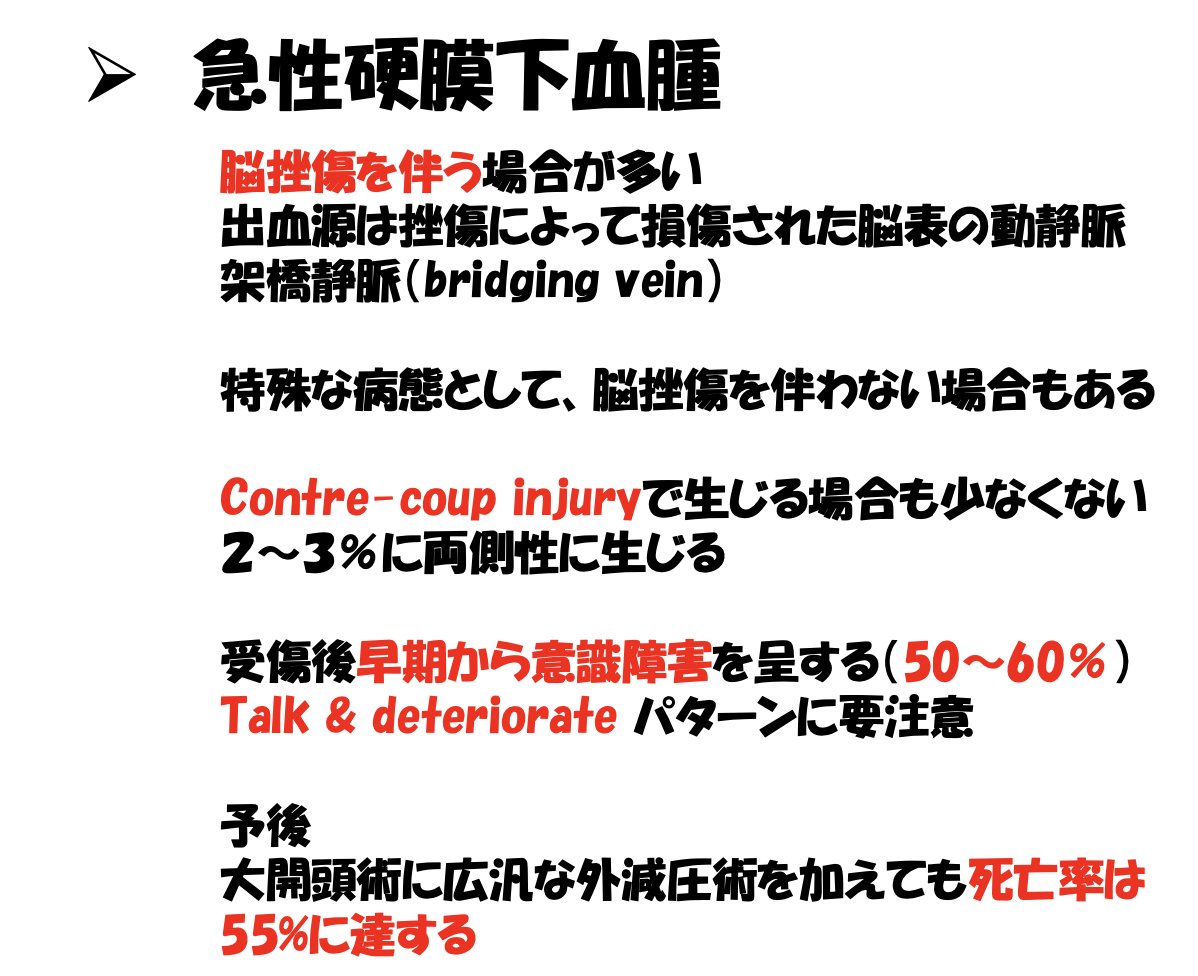 ➢ 急性硬膜下血腫
脳挫傷を伴う場合が多い
出血源は挫傷によって損傷された脳表の動静脈
架橋静脈（bridging vein）
特殊な病態として、脳挫傷を伴わない場合もある
Contre-coup injuryで生じる場合も少なくない
２～３％に両側性に生じる
受傷後早期から意識障害を呈する（５０～６０％）
Talk & deteriorate パターンに要注意
予後
大開頭術に広汎な外減圧術を加えても死亡率は
55%に達する